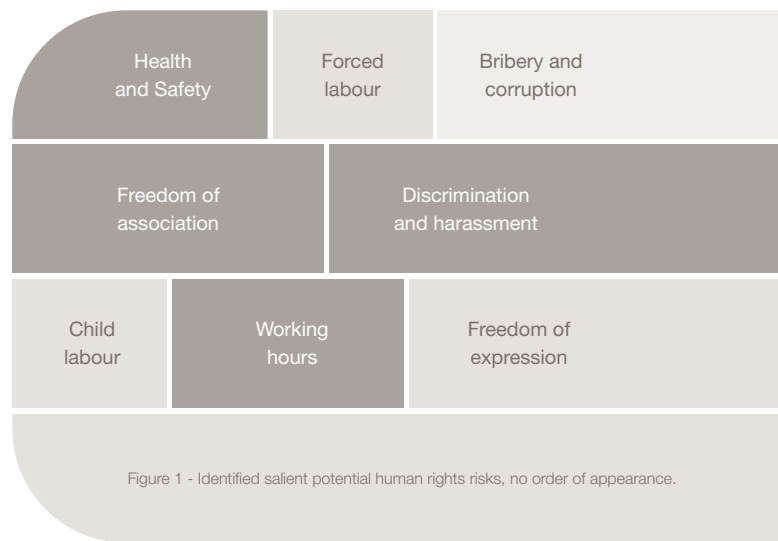 Health
and Safety
Forced
labour
Bribery and
corruption
Freedom of
association
Discrimination
and harassment
Child
labour
Working
hours
Freedom of
expression
Figure 1 - Identified salient potential human rights risks, no order of appearance.